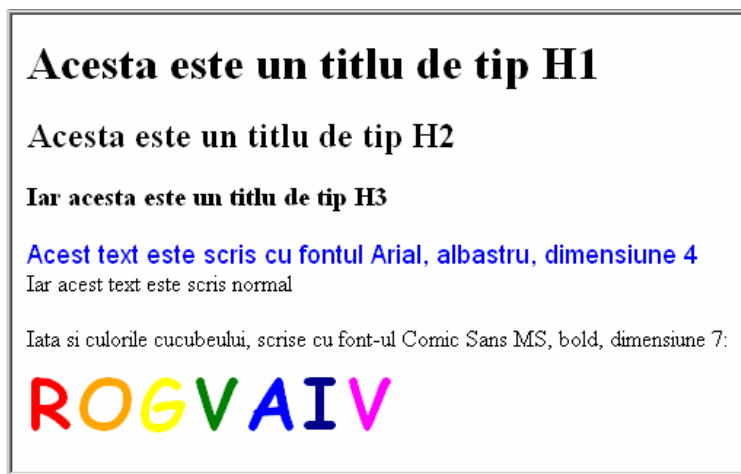 Acesta este un titlu de tip H1
Acesta este un titlu de tip H2
Iar acesta este un titlu de tip H3
Acest text este scris cu fontul Arial, albastru, dimensiune 4
Iar acest text este scris normal
Iata si culorile cucubeului, scrise cu font-ul Comic Sans MS, bold, dimensiune 7:
ROGVAIV